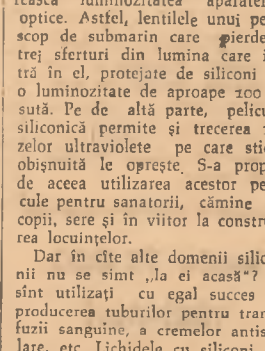 ească luminozitatea aparatel
optice. Astfel, lentilele unui pe
scop de submarin care pierde
trei sferturi din lumina care i
tră în el, protejate de siliconi
o luminozitate de aproape 100
sută. Pe de altă parte, pelicu
siliconică permite și trecerea
zelor ultraviolete pe care stic
obișnuită le oprește. S-a prop
de aceea utilizarea acestor pe
cule pentru sanatorii, cămine
copii, sere și în viitor la constru
rea locuințelor.
Dar în cîte alte domenii silic
nii nu se simt „la ei acasă"?
sînt utilizați cu egal succes
producerea tuburilor pentru tran
fuzii sanguine, a cremelor antis
lare, etc. Lichidele cu siliconi